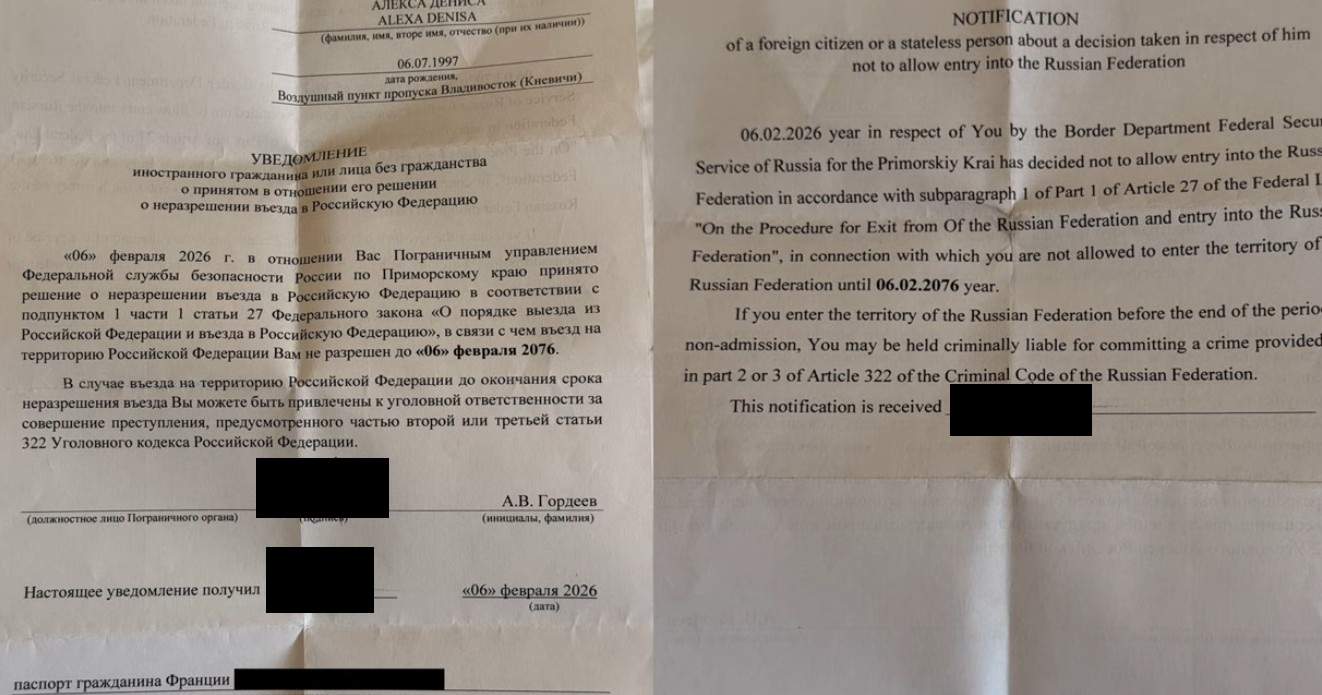 АЛЕКСА ДЕНИСА
ALEXA DENISA
(фамилия, имя, второе имя, отчество (при их наличии))
06.07.1997
дата рождения,
Воздушный пункт пропуска Владивосток (Кневичи)
УВЕДОМЛЕНИЕ
иностранного гражданина или лица без гражданства
о принятом в отношении его решении
о неразрешении въезда в Российскую Федерацию
«06» февраля 2026 г. в отношении Вас Пограничным управлением
Федеральной службы безопасности России по Приморскому краю принято
решение о неразрешении въезда в Российскую Федерацию в соответствии с
подпунктом 1 части 1 статьи 27 Федерального закона «О порядке выезда из
Российской Федерации и въезда в Российскую Федерацию», в связи с чем въезд на
территорию Российской Федерации Вам не разрешен до «06» февраля 2076.
В случае въезда на территорию Российской Федерации до окончания срока
неразрешения въезда Вы можете быть привлечены к уголовной ответственности за
совершение преступления, предусмотренного частью второй или третьей статьи
322 Уголовного кодекса Российской Федерации.
А.В. Гордеев
(должностное лицо Пограничного органа) (подпись) (инициалы, фамилия)
Настоящее уведомление получил «06» февраля 2026
(дата)
паспорт гражданина Франции
NOTIFICATION
of a foreign citizen or a stateless person about a decision taken in respect of him
not to allow entry into the Russian Federation
06.02.2026 year in respect of You by the Border Department Federal Secu
Service of Russia for the Primorskiy Krai has decided not to allow entry into the Russ
Federation in accordance with subparagraph 1 of Part 1 of Article 27 of the Federal L
"On the Procedure for Exit from Of the Russian Federation and entry into the Russ
Federation", in connection with which you are not allowed to enter the territory of
Russian Federation until 06.02.2076 year.
If you enter the territory of the Russian Federation before the end of the perio
non-admission, You may be held criminally liable for committing a crime provided
in part 2 or 3 of Article 322 of the Criminal Code of the Russian Federation.
This notification is received